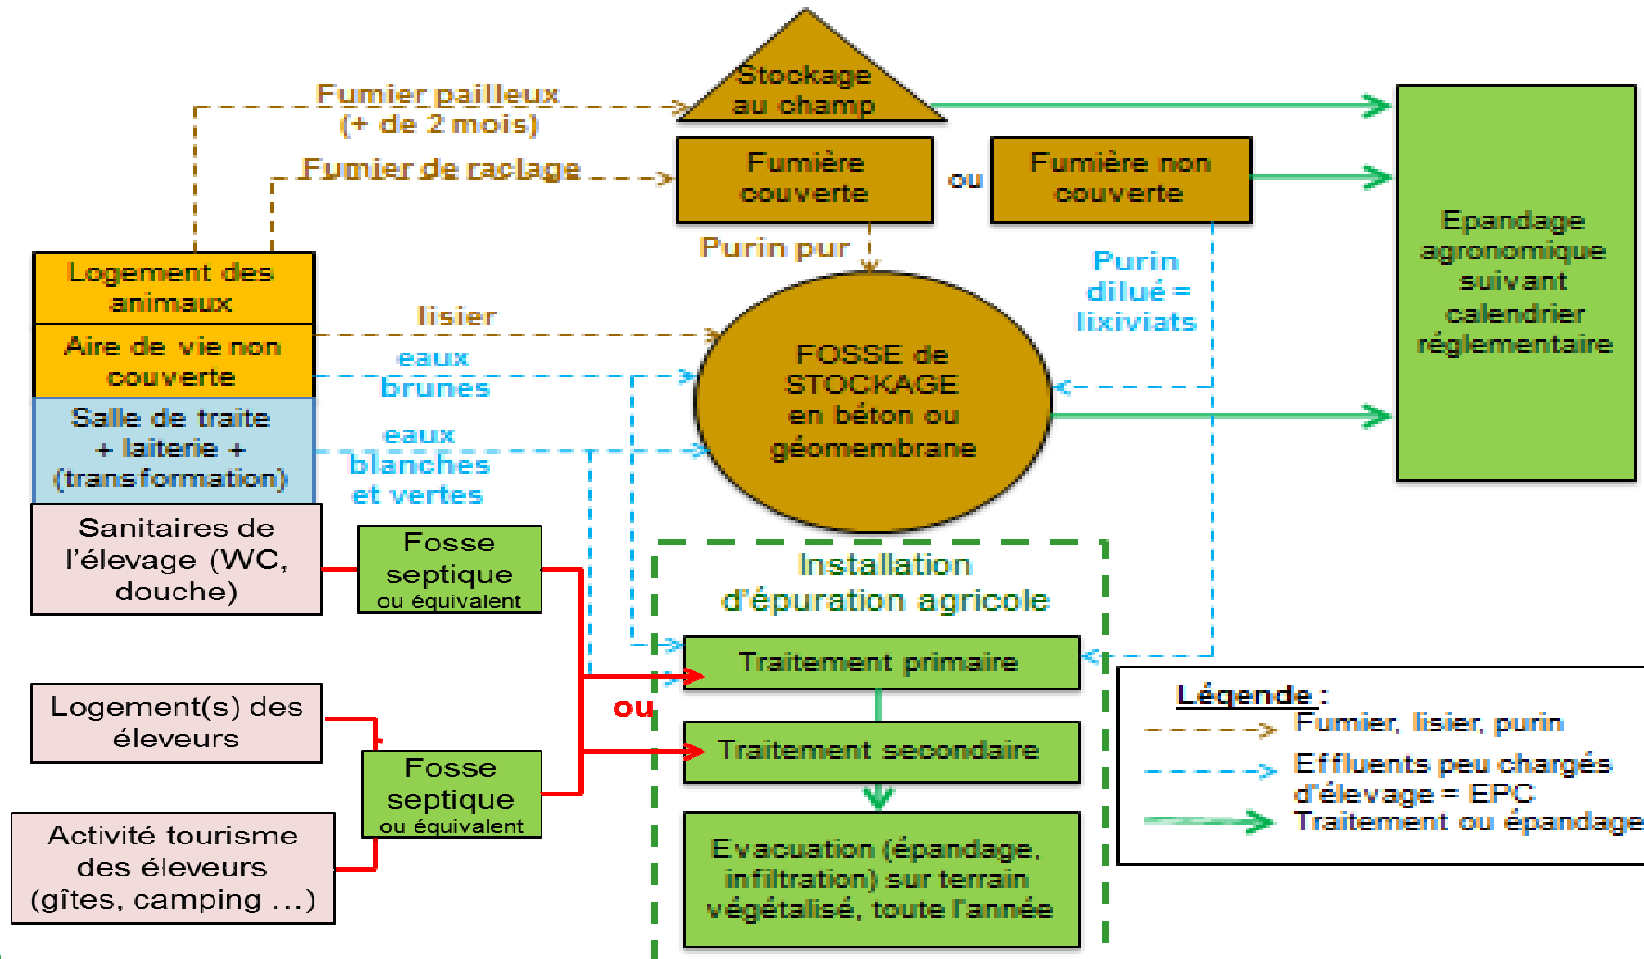 Stockage
au champ
Fumier pailleux
(+ de 2 mois)
Fumier de raclage
Fumière
couverte
ou
Fumière non
couverte
Epandage
agronomique
suivant
calendrier
réglementaire
Purin pur
Purin
dilué =
lixiviats
Logement des
animaux
Aire de vie non
couverte
Salle de traite
+ laiterie +
(transformation)
lisier
eaux
brunes
eaux
blanches
et vertes
FOSSE de
STOCKAGE
en béton ou
géomembrane
Sanitaires de
l'élevage (WC,
douche)
Fosse
septique
ou équivalent
Installation
d'épuration agricole
Traitement primaire
ou
Traitement secondaire
Logement(s) des
éleveurs
Fosse
septique
ou équivalent
Activité tourisme
des éleveurs
(gîtes, camping ...)
Evacuation (épandage,
infiltration) sur terrain
végétalisé, toute l'année
Légende :
Fumier, lisier, purin
Effluents peu chargés
d'élevage = EPC
Traitement ou épandage